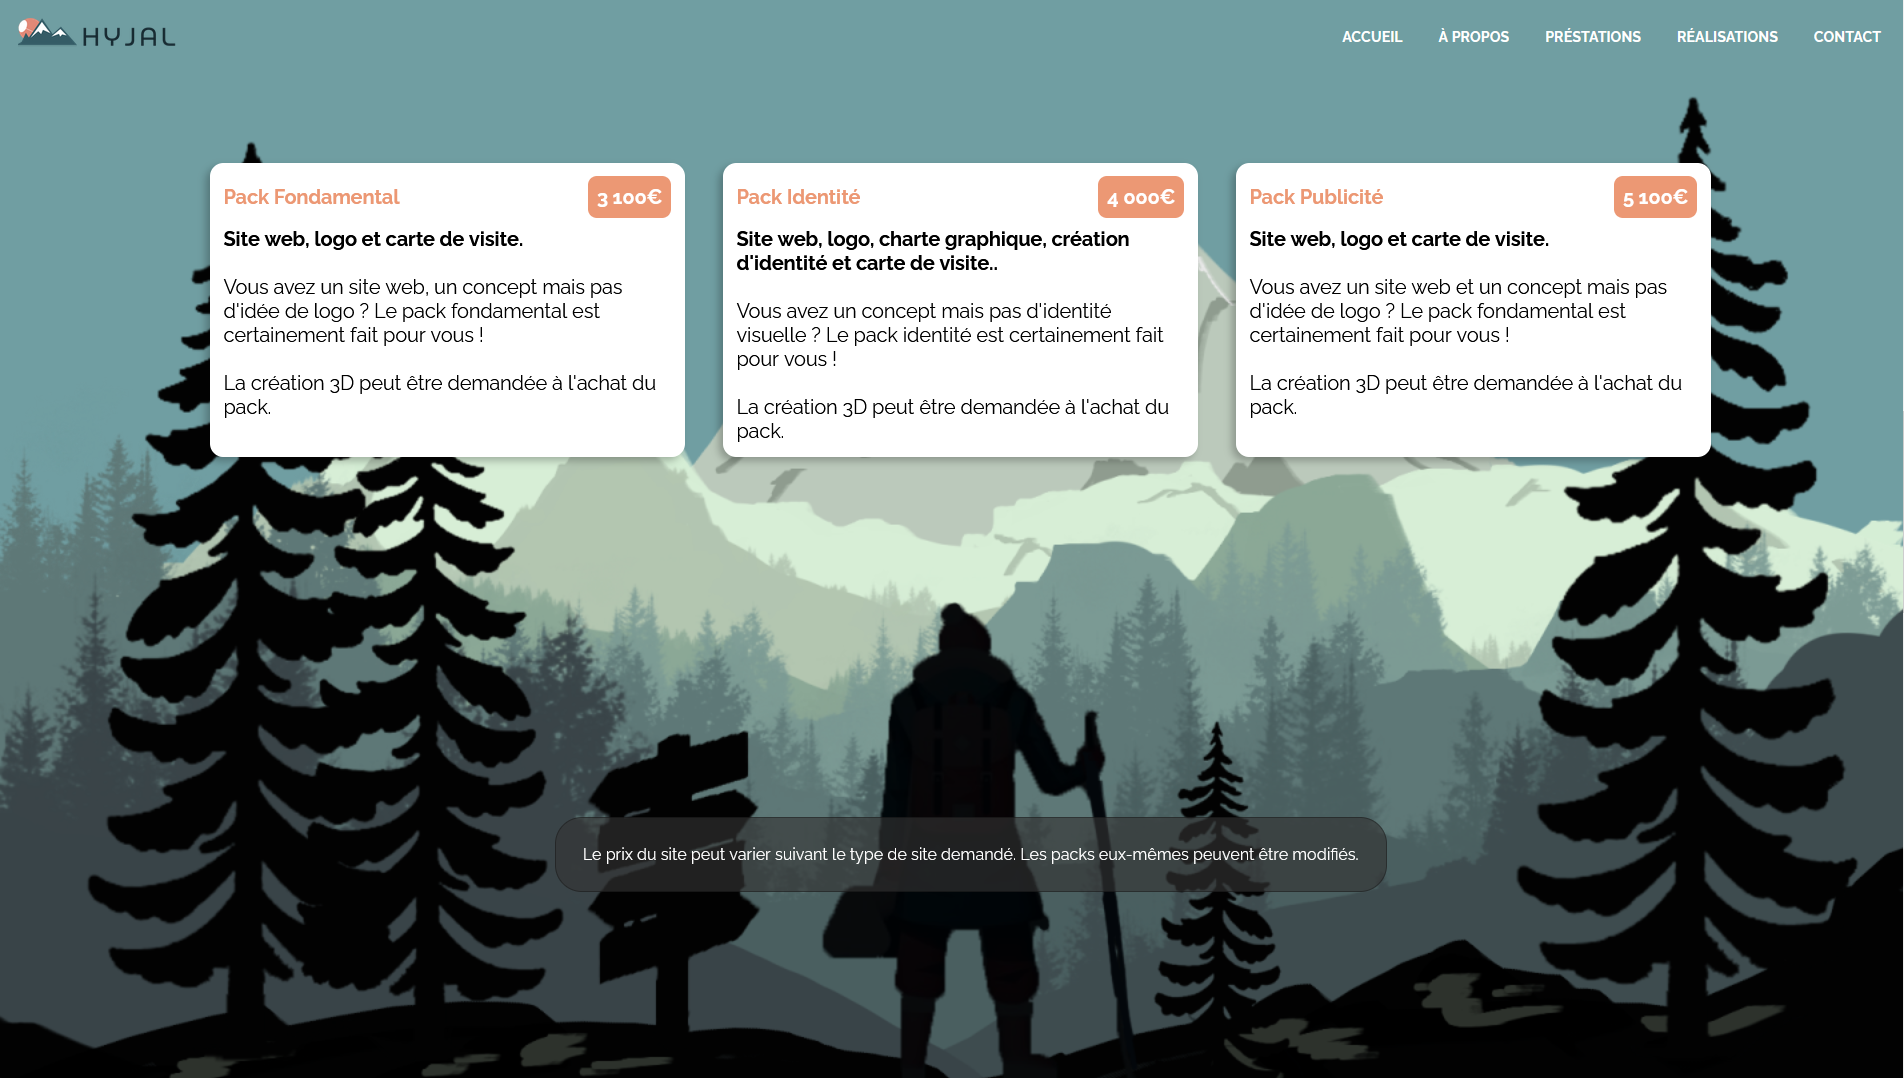 HYJAL
ACCUEIL
À PROPOS
PRÉSTATIONS
RÉALISATIONS
CONTACT
Pack Fondamental
3 100€
Site web, logo et carte de visite.
Vous avez un site web, un concept mais pas
d'idée de logo ? Le pack fondamental est
certainement fait pour vous !
La création 3D peut être demandée à l'achat du
pack.
Pack Identité
4 000€
Site web, logo, charte graphique, création
d'identité et carte de visite..
Vous avez un concept mais pas d'identité
visuelle ? Le pack identité est certainement fait
pour vous !
La création 3D peut être demandée à l'achat du
pack.
Pack Publicité
5 100€
Site web, logo et carte de visite.
Vous avez un site web et un concept mais pas
d'idée de logo ? Le pack fondamental est
certainement fait pour vous !
La création 3D peut être demandée à l'achat du
pack.
Le prix du site peut varier suivant le type de site demandé. Les packs eux-mêmes peuvent être modifiés.